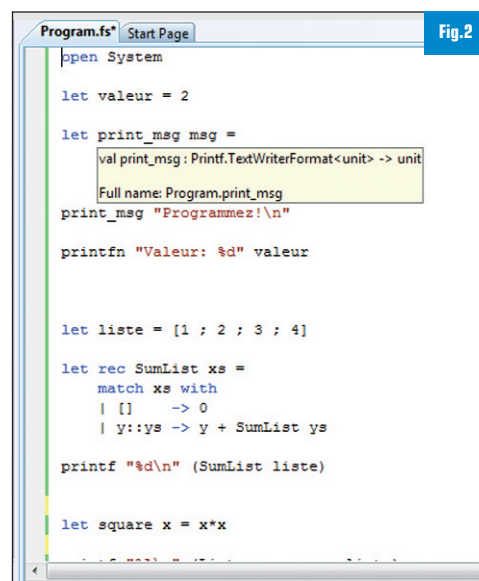 Program.fs* Start Page
Fig.2
open System
let valeur = 2
let print_msg msg =
val print_msg : Printf.TextWriterFormat<unit> -> unit
Full name: Program.print_msg
print_msg "Programmez!\n"
printfn "Valeur: %d" valeur
let liste = [1 ; 2 ; 3 ; 4]
let rec SumList xs =
match xs with
| [] -> 0
| y::ys -> y + SumList ys
printf "%d\n" (SumList liste)
let square x = x*x